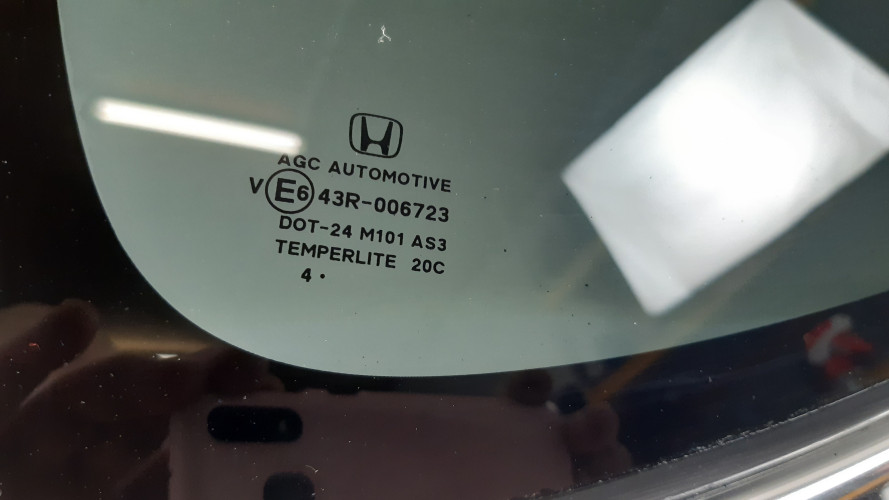 AGC AUTOMOTIVE
V E6 43R-006723
DOT-24 M101 AS3
TEMPERLITE 20C
4 •